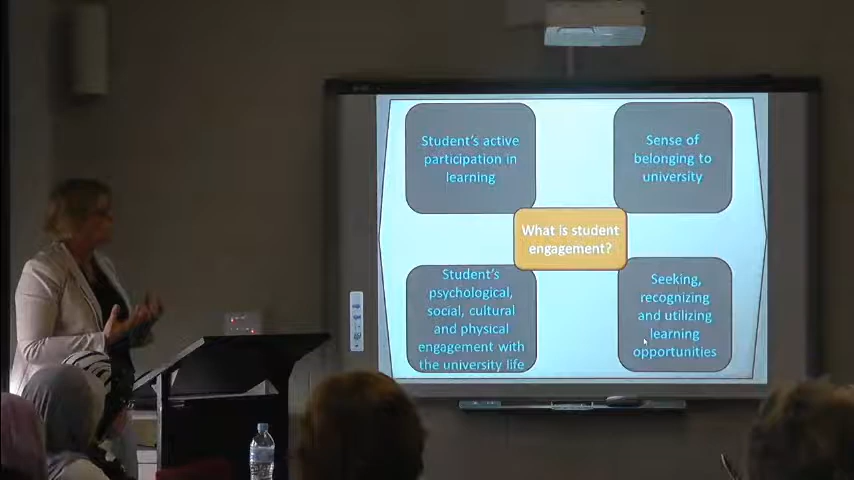 Student's active
participation in
learning
Sense of
belonging to
university
What is student
engagement?
Student's
psychological,
social, cultural
and physical
engagement with
the university life
Seeking,
recognizing
and utilizing
learning
opportunities